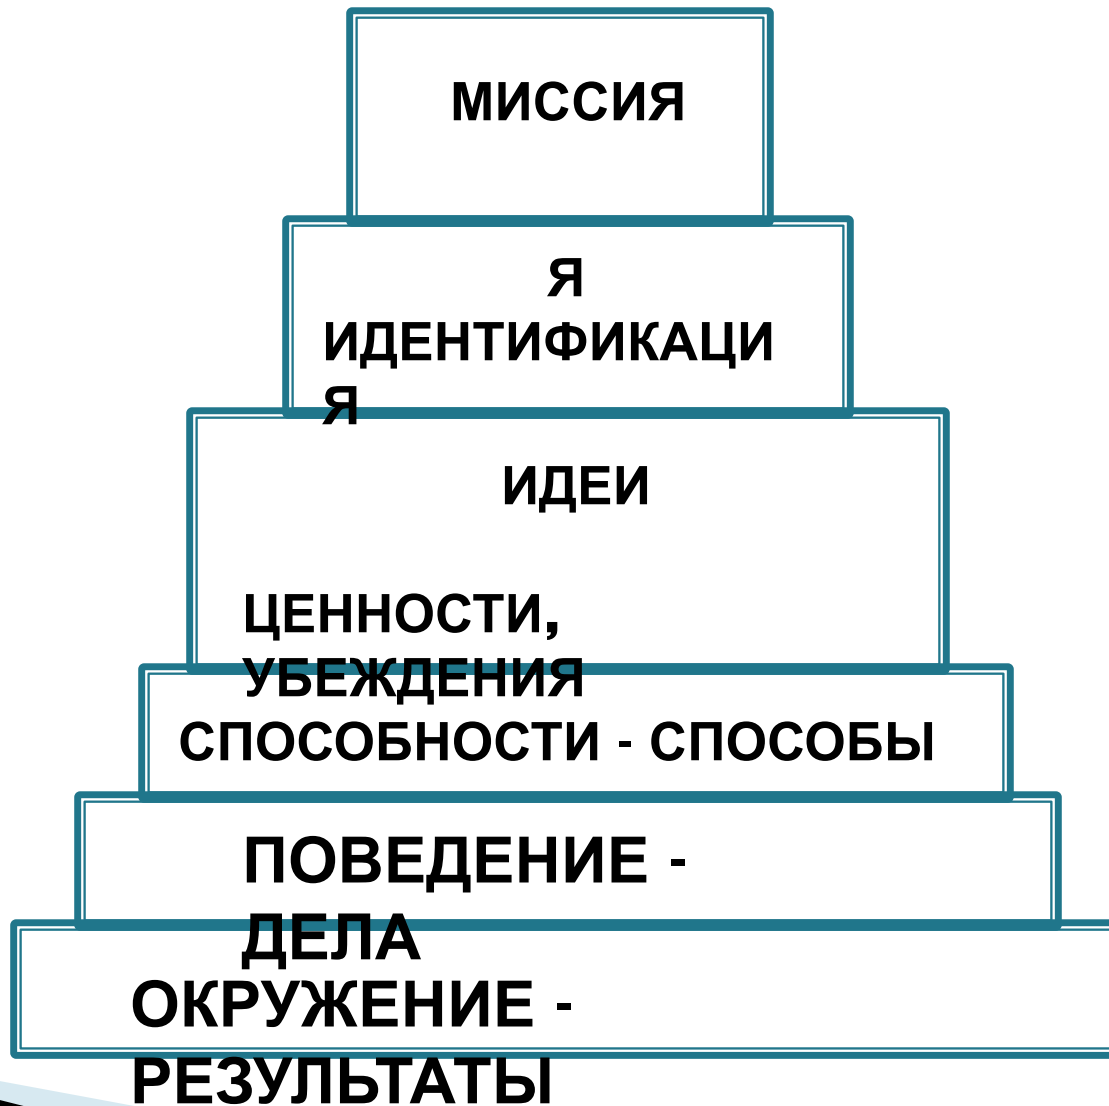 МИССИЯ
Я
ИДЕНТИФИКАЦИ
Я
ИДЕИ
ЦЕННОСТИ,
УБЕЖДЕНИЯ
СПОСОБНОСТИ - СПОСОБЫ
ПОВЕДЕНИЕ -
ДЕЛА
ОКРУЖЕНИЕ -
РЕЗУЛЬТАТЫ